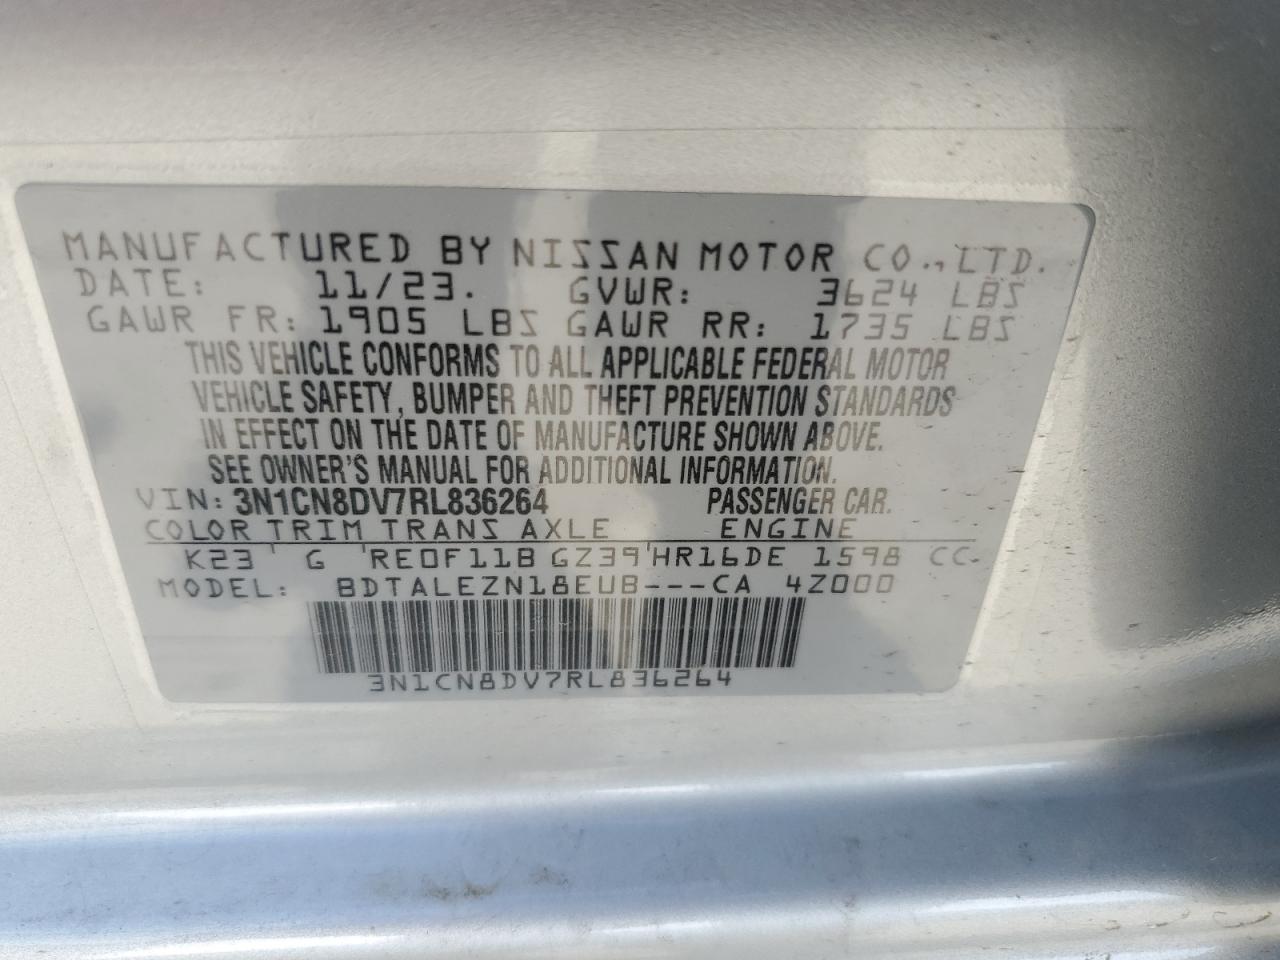 MANUFACTURED BY NISSAN MOTOR CO., LTD.
DATE: 11/23. GVWR: 3624 LBS
GAWR FR: 1905 LBS GAWR RR: 1735 LBS
THIS VEHICLE CONFORMS TO ALL APPLICABLE FEDERAL MOTOR
VEHICLE SAFETY, BUMPER AND THEFT PREVENTION STANDARDS
IN EFFECT ON THE DATE OF MANUFACTURE SHOWN ABOVE.
SEE OWNER'S MANUAL FOR ADDITIONAL INFORMATION.
VIN: 3N1CN8DV7RL836264 PASSENGER CAR.
COLOR TRIM TRANS AXLE ENGINE
K23 ' G 'RE0F11B GZ39'HR16DE 1598 CC
MODEL: BDTALEZN18EUB---CA 4Z000
3N1CN8DV7RL836264